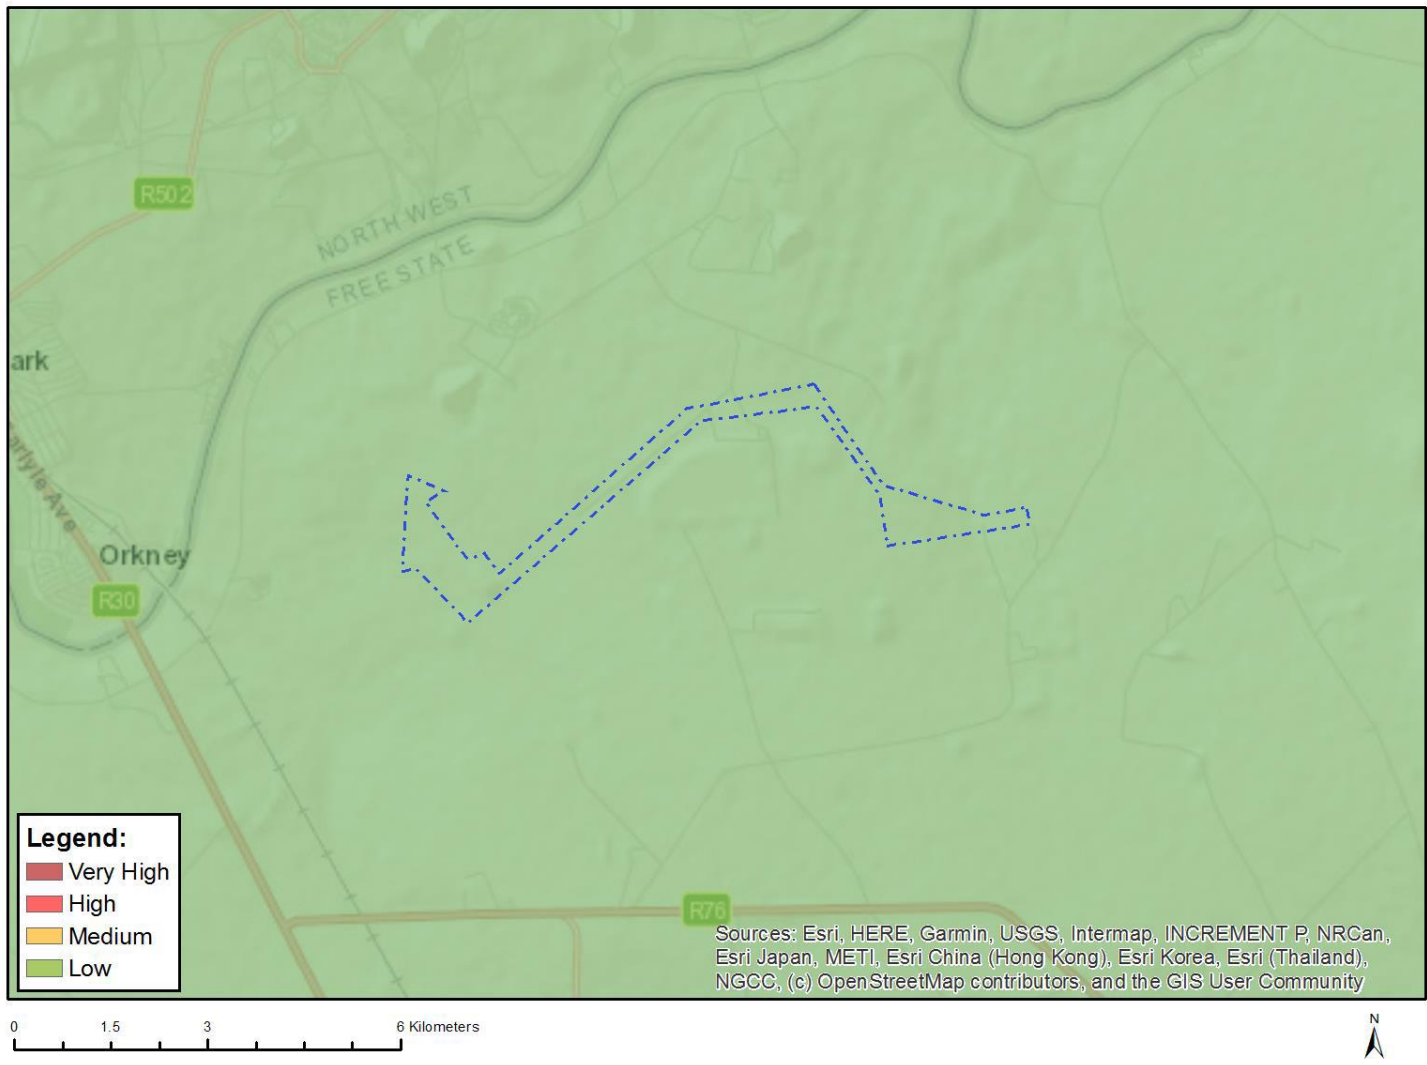 R502
NORTH WEST
FREE STATE
ark
arlyle Ave
Orkney
R30
R76
Legend:
Very High
High
Medium
Low
Sources: Esri, HERE, Garmin, USGS, Intermap, INCREMENT P, NRCan,
Esri Japan, METI, Esri China (Hong Kong), Esri Korea, Esri (Thailand),
NGCC, (c) OpenStreetMap contributors, and the GIS User Community
0 1.5 3 6 Kilometers
N